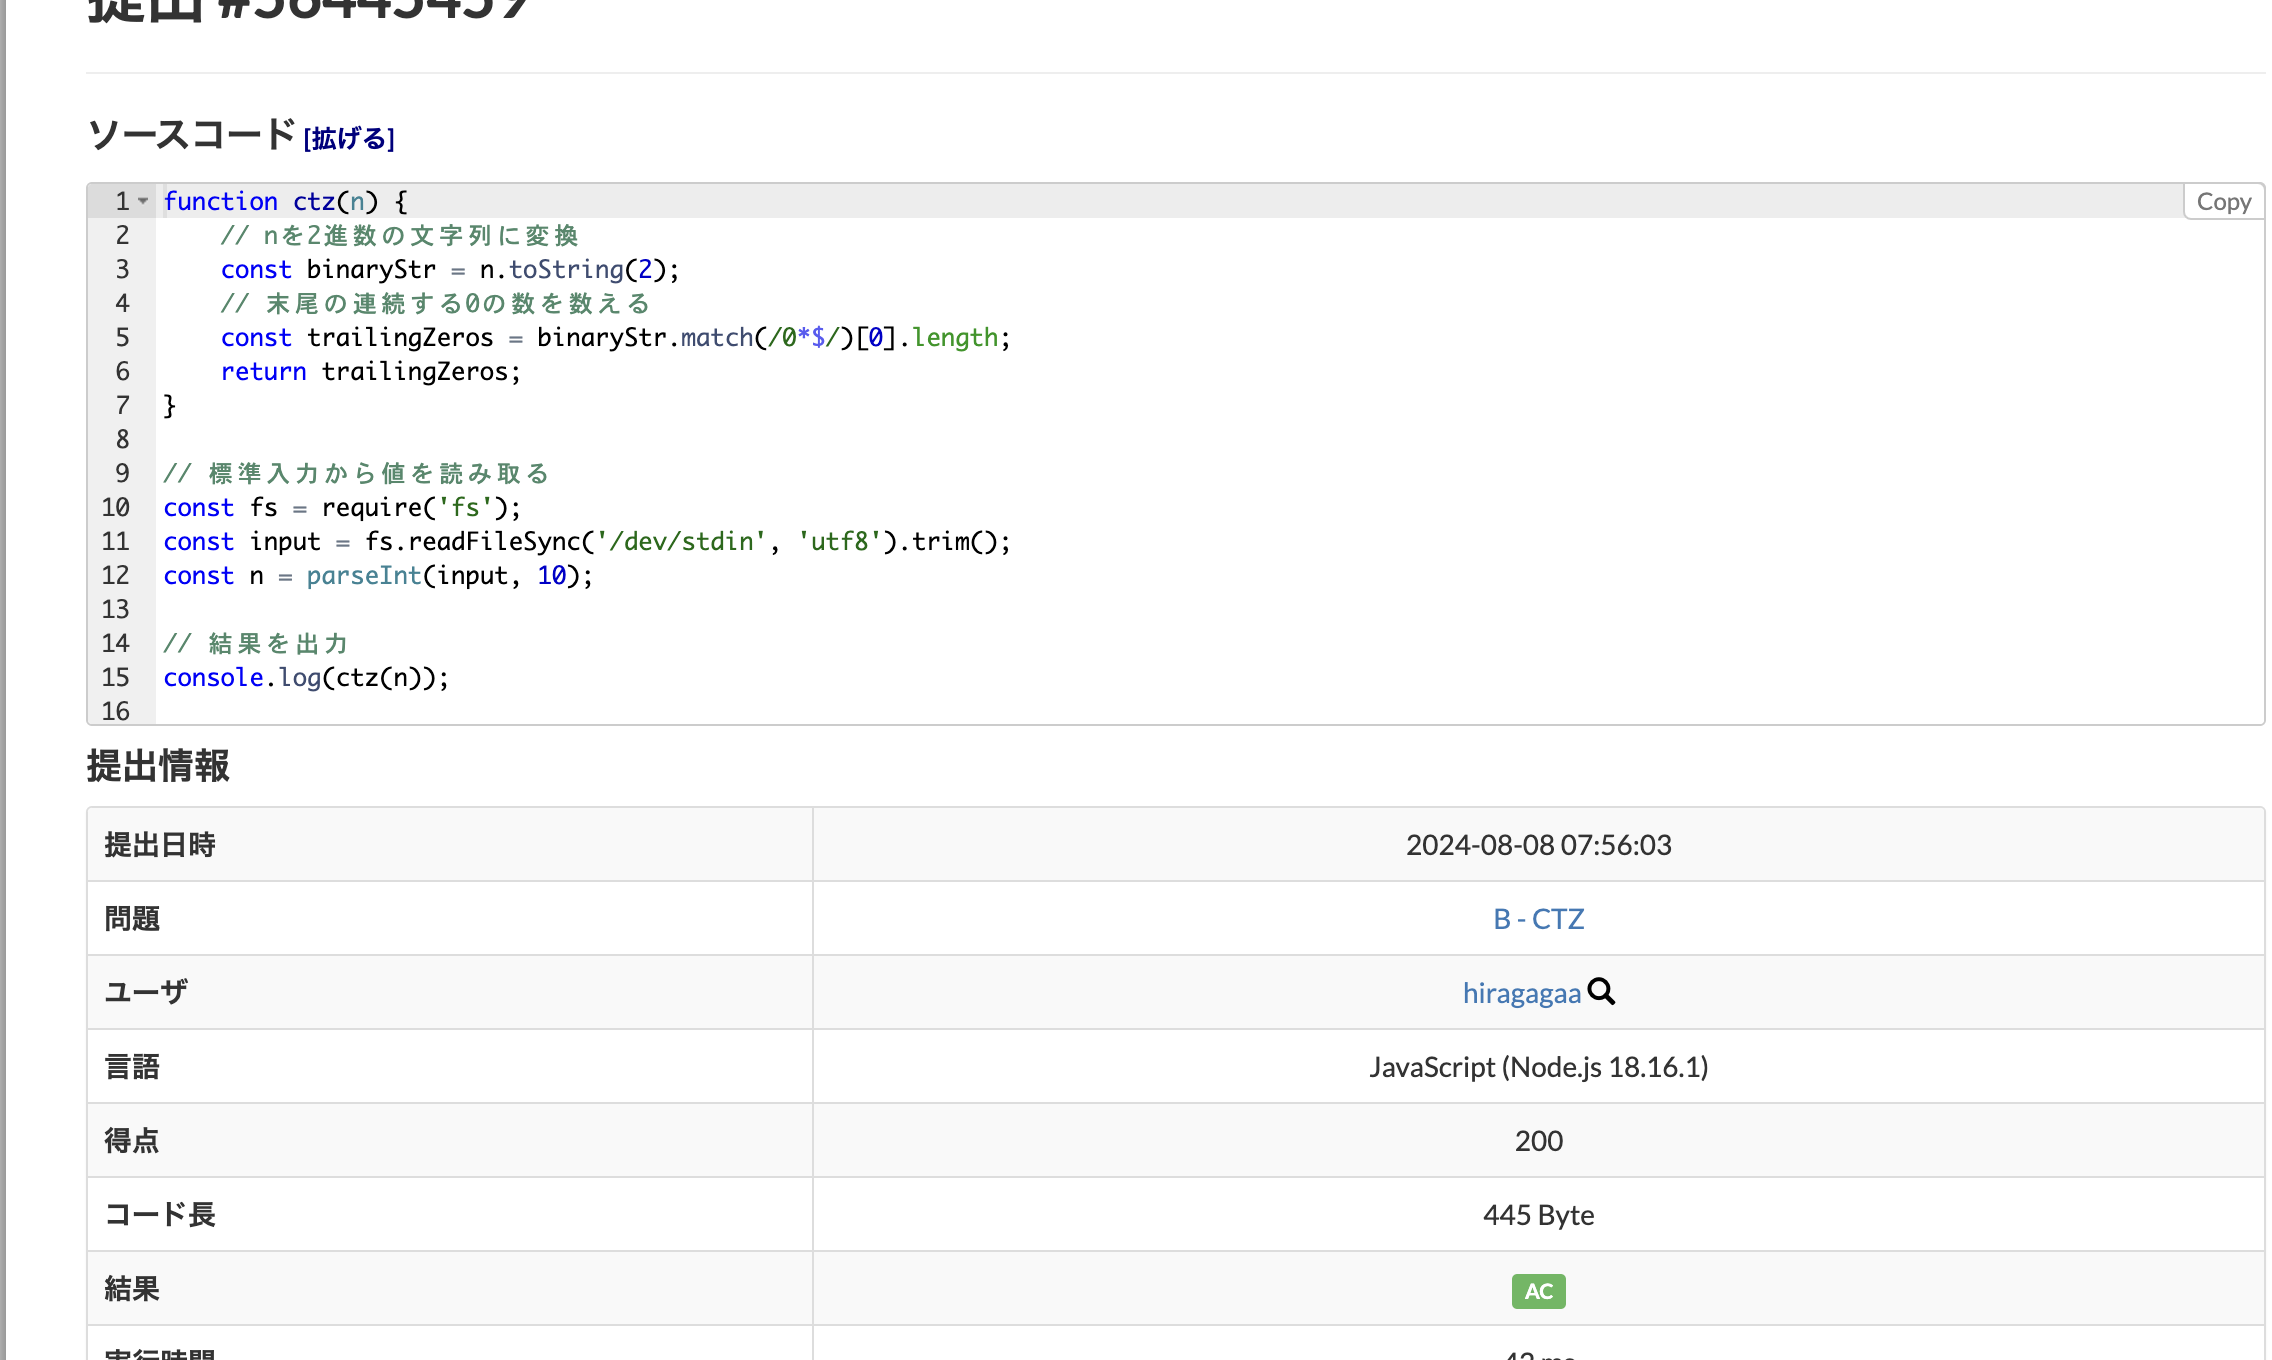 提出
ソースコード [拡げる]
Copy
1 function ctz(n) {
2 // nを2進数の文字列に変換
3 const binaryStr = n.toString(2);
4 // 末尾の連続する0の数を数える
5 const trailingZeros = binaryStr.match(/0*$/)[0].length;
6 return trailingZeros;
7 }
8
9 // 標準入力から値を読み取る
10 const fs = require('fs');
11 const input = fs.readFileSync('/dev/stdin', 'utf8').trim();
12 const n = parseInt(input, 10);
13
14 // 結果を出力
15 console.log(ctz(n));
16
提出情報
提出日時 2024-08-08 07:56:03
問題 B - CTZ
ユーザ hiragagaa
言語 JavaScript (Node.js 18.16.1)
得点 200
コード長 445 Byte
結果 AC
実行時間